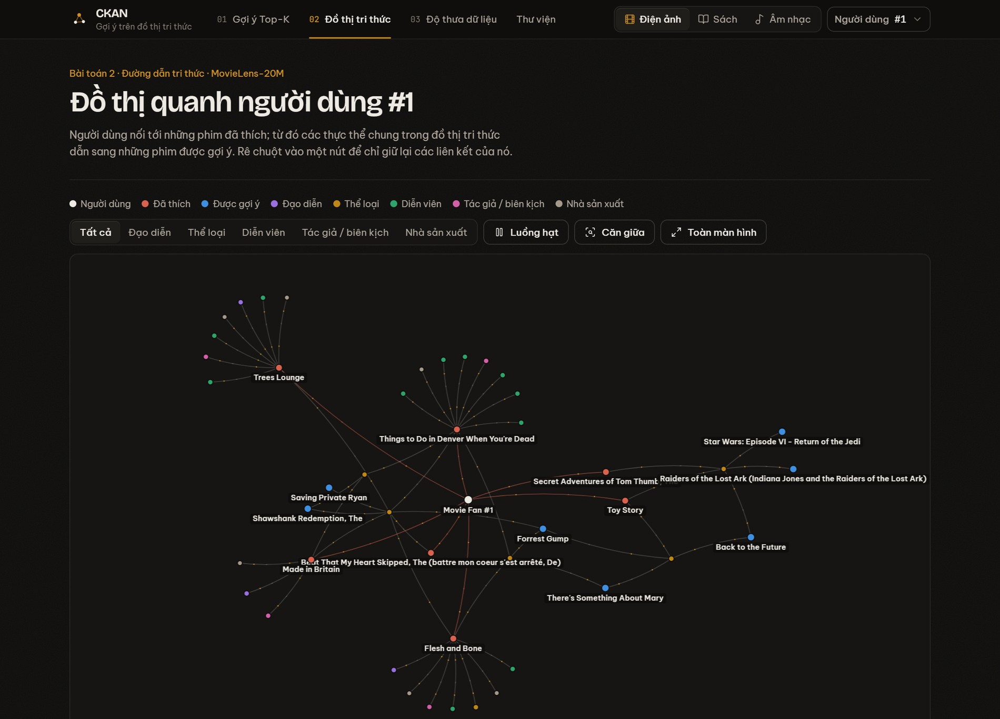 CKAN
Gợi ý trên đồ thị tri thức
01 Gợi ý Top-K
02 Đồ thị tri thức
03 Độ thưa dữ liệu
Thư viện
Điện ảnh
Sách
Âm nhạc
Người dùng #1
Bài toán 2 · Đường dẫn tri thức · MovieLens-20M
Đồ thị quanh người dùng #1
Người dùng nối tới những phim đã thích; từ đó các thực thể chung trong đồ thị tri thức
dẫn sang những phim được gợi ý. Rê chuột vào một nút để chỉ giữ lại các liên kết của nó.
Người dùng
Đã thích
Được gợi ý
Đạo diễn
Thể loại
Diễn viên
Tác giả / biên kịch
Nhà sản xuất
Tất cả
Đạo diễn
Thể loại
Diễn viên
Tác giả / biên kịch
Nhà sản xuất
Luồng hạt
Căn giữa
Toàn màn hình
Trees Lounge
Things to Do in Denver When You're Dead
Star Wars: Episode VI - Return of the Jedi
Secret Adventures of Tom Thumb,
Raiders of the Lost Ark (Indiana Jones and the Raiders of the Lost Ark)
Saving Private Ryan
Movie Fan #1
Toy Story
Shawshank Redemption, The
Forrest Gump
Back to the Future
Beat That My Heart Skipped, The (battre mon coeur s'est arrêté, De)
Made in Britain
There's Something About Mary
Flesh and Bone